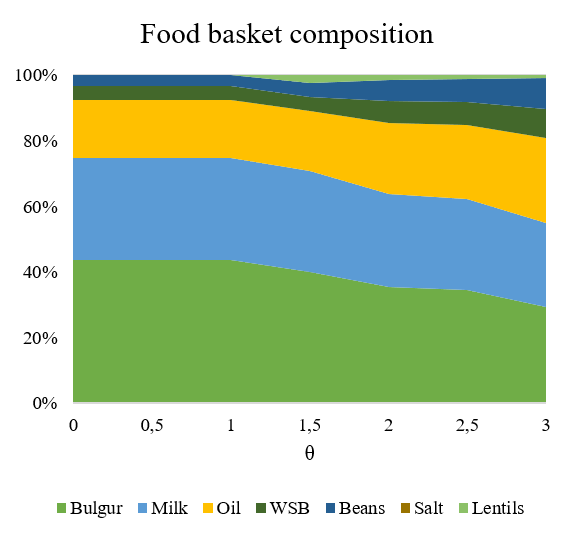 Food basket composition
100%
80%
60%
40%
20%
0%
0 0,5 1 1,5 2 2,5 3
θ
Bulgur Milk Oil WSB Beans Salt Lentils